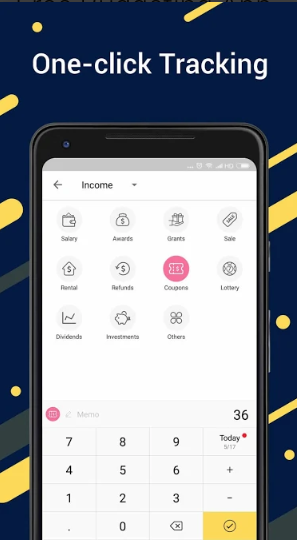 One-click Tracking
HQ
Income
Salary
Awards
Grants
Sale
Rental
Refunds
Coupons
Lottery
Dividends
Investments
Others
Memo
36
7 8 9 Today
5/17
4 5 6 +
1 2 3 -
. 0